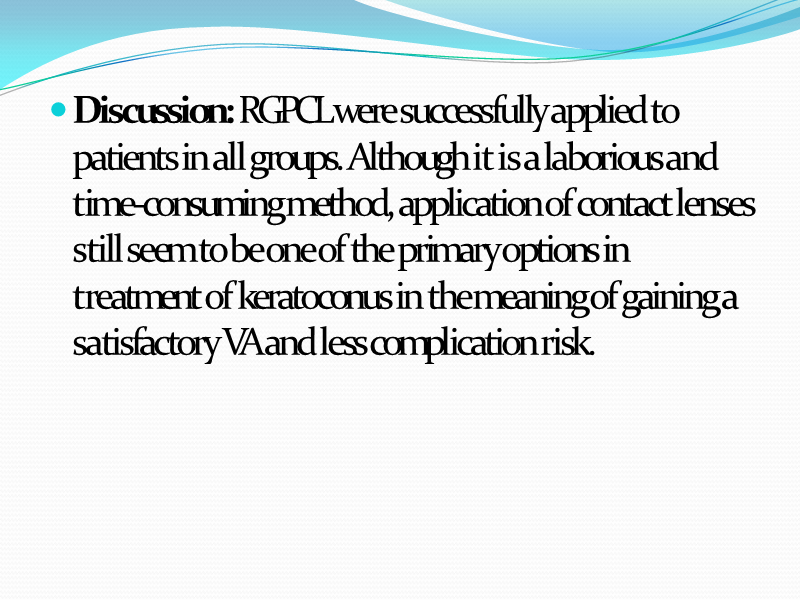 • Discussion: RGPCL were successfully applied to
patients in all groups. Although it is a laborious and
time-consuming method, application of contact lenses
still seem to be one of the primary options in
treatment of keratoconus in the meaning of gaining a
satisfactory VA and less complication risk.